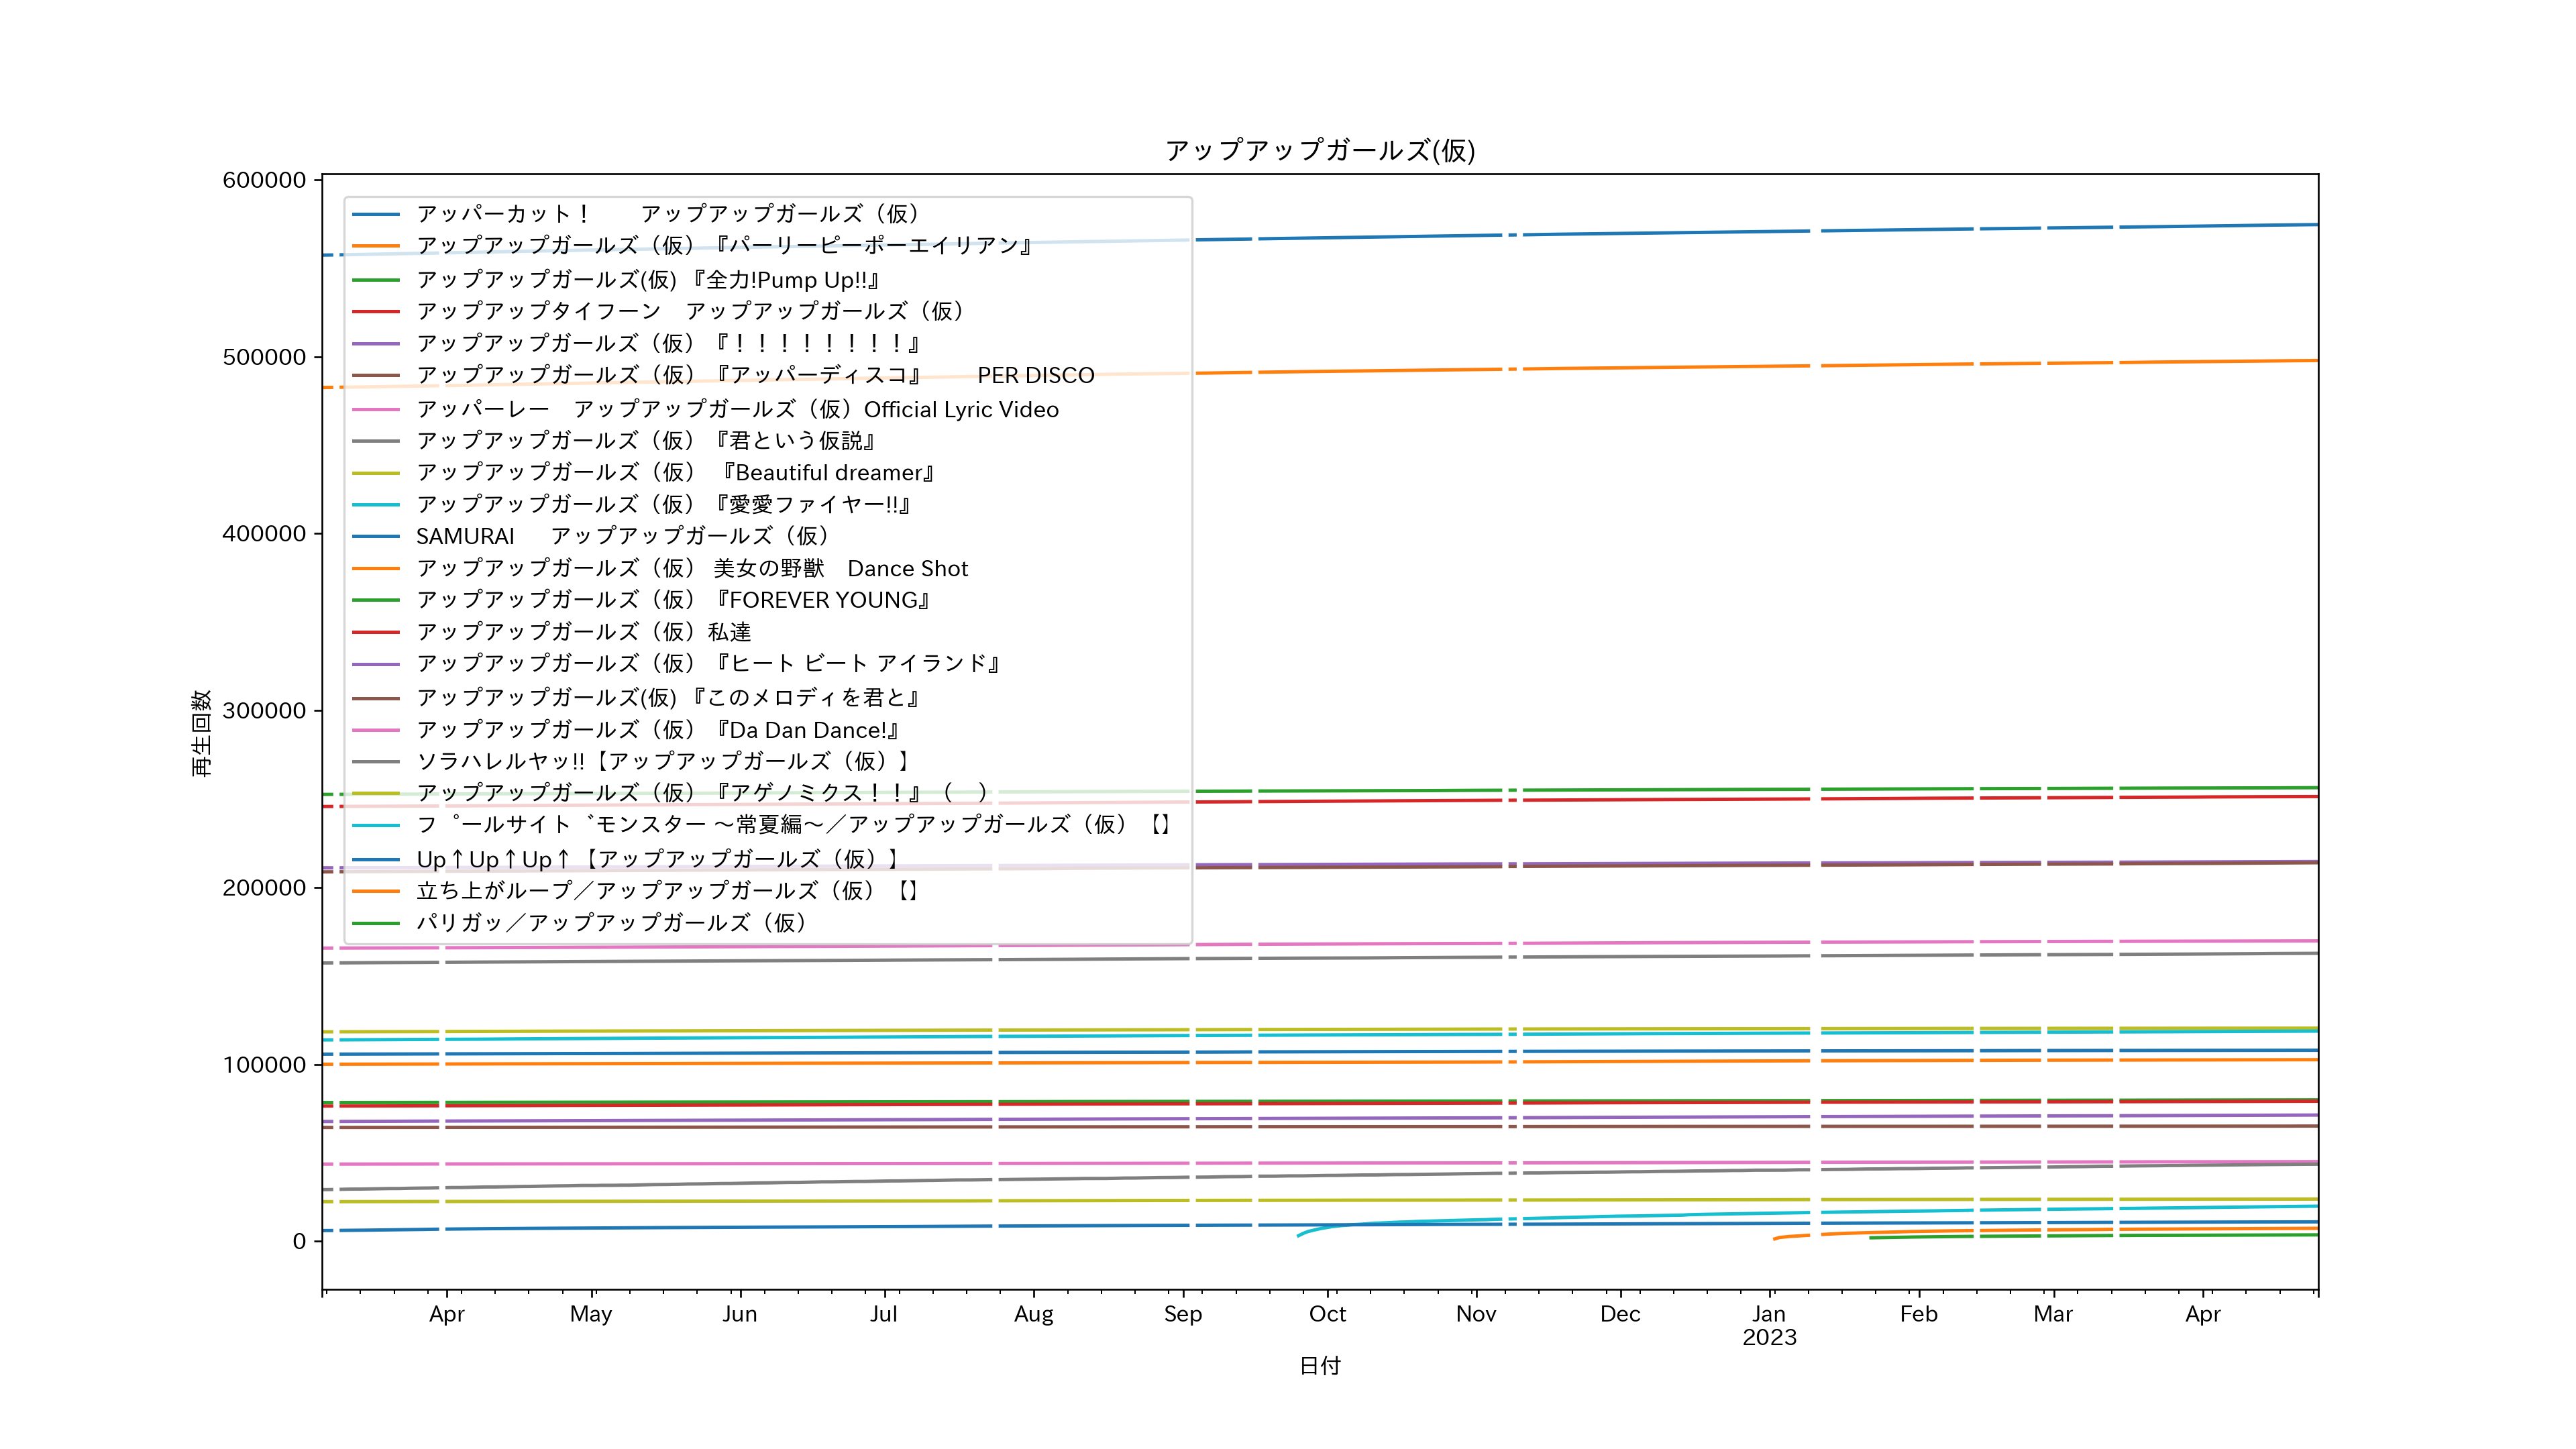 アップアップガールズ(仮)
600000
500000
400000
300000
200000
100000
0
再生回数
アッパーカット！　　アップアップガールズ（仮）
アップアップガールズ（仮）『パーリーピーポーエイリアン』
アップアップガールズ(仮) 『全力!Pump Up!!』
アップアップタイフーン　アップアップガールズ（仮）
アップアップガールズ（仮）『！！！！！！！！』
アップアップガールズ（仮）『アッパーディスコ』　　PER DISCO
アッパーレー　アップアップガールズ（仮）Official Lyric Video
アップアップガールズ（仮）『君という仮説』
アップアップガールズ（仮） 『Beautiful dreamer』
アップアップガールズ（仮）『愛愛ファイヤー!!』
SAMURAI　 アップアップガールズ（仮）
アップアップガールズ（仮） 美女の野獣　Dance Shot
アップアップガールズ（仮）『FOREVER YOUNG』
アップアップガールズ（仮）私達
アップアップガールズ（仮）『ヒート ビート アイランド』
アップアップガールズ(仮) 『このメロディを君と』
アップアップガールズ（仮）『Da Dan Dance!』
ソラハレルヤッ!!【アップアップガールズ（仮）】
アップアップガールズ（仮）『アゲノミクス！！』（　）
フ゜ールサイト゛モンスター ～常夏編～／アップアップガールズ（仮）【】
Up↑Up↑Up↑【アップアップガールズ（仮）】
立ち上がループ／アップアップガールズ（仮）【】
パリガッ／アップアップガールズ（仮）
Apr May Jun Jul Aug Sep Oct Nov Dec Jan Feb Mar Apr
2023
日付